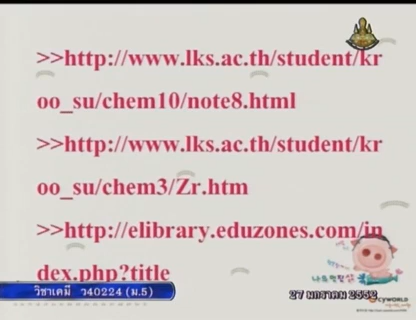 >>http://www.lks.ac.th/student/kr
oo_su/chem10/note8.html
>>http://www.lks.ac.th/student/kr
oo_su/chem3/Zr.htm
>>http://elibrary.eduzones.com/in
dex.php?title
วิชาเคมี ว40224 (ม.5)
27 มกราคม 2552
CYWORLD